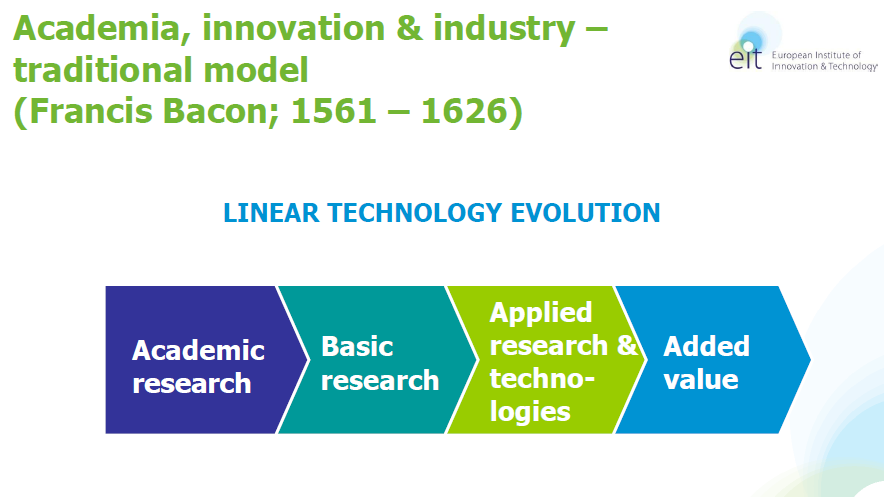 Academia, innovation & industry –
traditional model
(Francis Bacon; 1561 – 1626)
eit
European Institute of
Innovation & Technology
LINEAR TECHNOLOGY EVOLUTION
Academic
research
Basic
research
Applied
research &
techno-
logies
Added
value